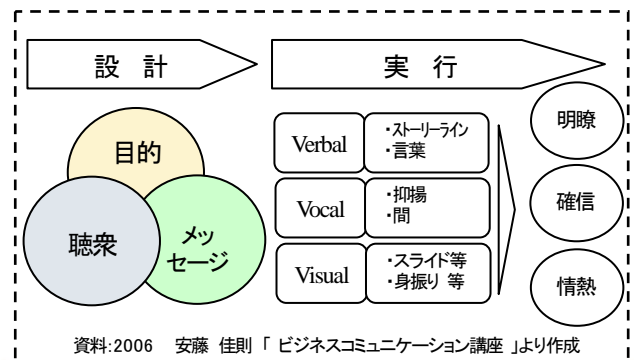 設 計
実 行
目的
聴衆
メッ
セージ
Verbal
・ストーリーライン
・言葉
Vocal
・抑揚
・間
Visual
・スライド等
・身振り 等
明瞭
確信
情熱
資料:2006 安藤 佳則 「 ビジネスコミュニケーション講座 」より作成